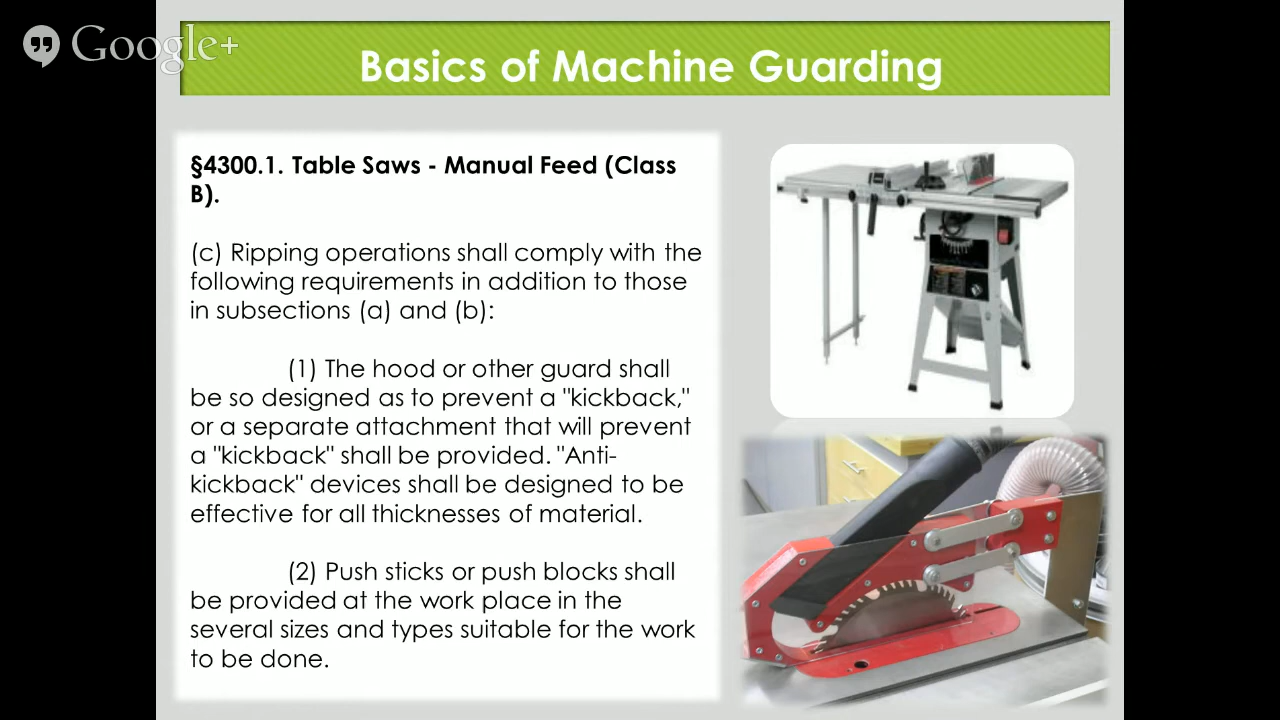 Google+
Basics of Machine Guarding
§4300.1. Table Saws - Manual Feed (Class
B).
(c) Ripping operations shall comply with the
following requirements in addition to those
in subsections (a) and (b):
(1) The hood or other guard shall
be so designed as to prevent a "kickback,"
or a separate attachment that will prevent
a "kickback" shall be provided. "Anti-
kickback" devices shall be designed to be
effective for all thicknesses of material.
(2) Push sticks or push blocks shall
be provided at the work place in the
several sizes and types suitable for the work
to be done.